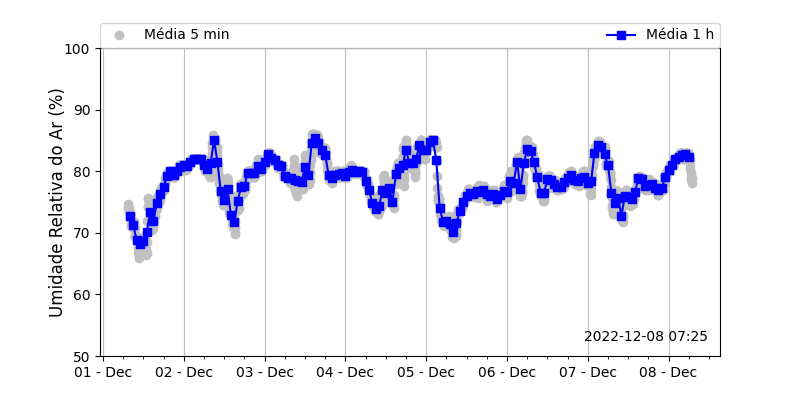 Média 5 min
Média 1 h
Umidade Relativa do Ar (%)
100
90
80
70
60
50
2022-12-08 07:25
01 - Dec
02 - Dec
03 - Dec
04 - Dec
05 - Dec
06 - Dec
07 - Dec
08 - Dec